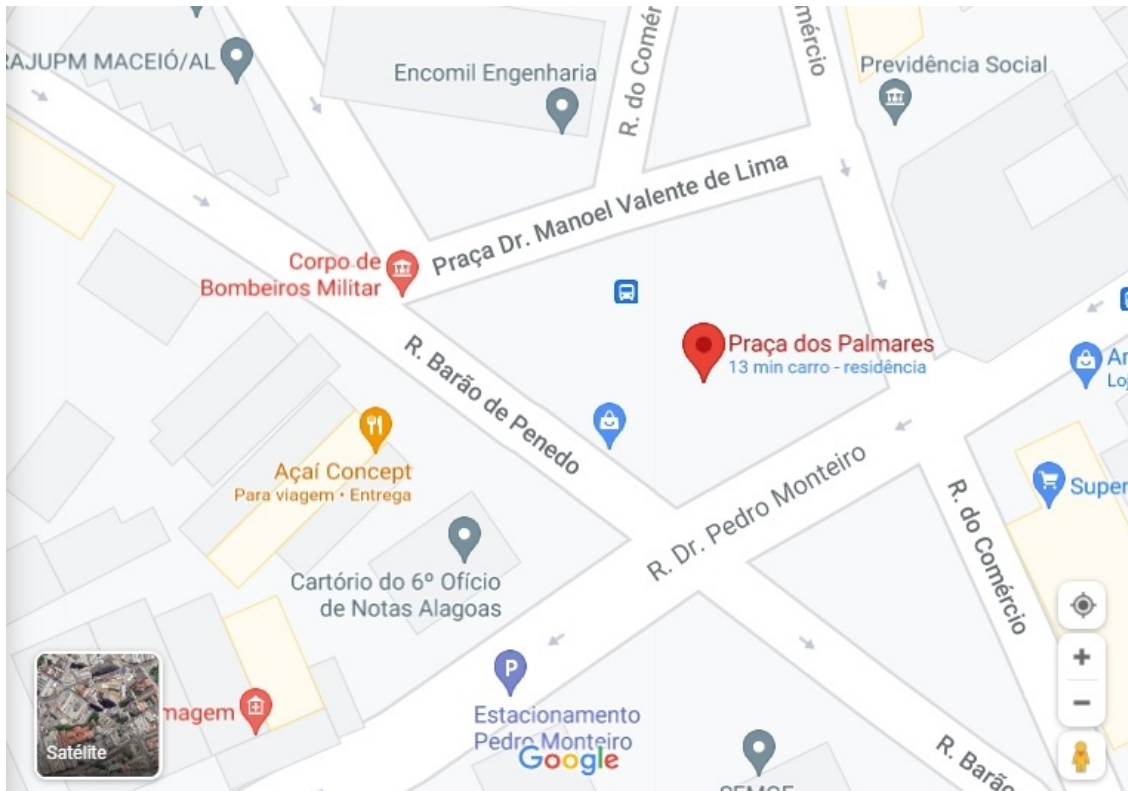 RAJUPM MACEIÓ/AL
Encomil Engenharia
R. do Comér
mércio
Previdência Social
Praça Dr. Manoel Valente de Lima
Corpo de
Bombeiros Militar
Praça dos Palmares
13 min carro - residência
R. Barão de Penedo
Açaí Concept
Para viagem • Entrega
R. Dr. Pedro Monteiro
Loj
Super
R. do Comércio
Cartório do 6º Ofício
de Notas Alagoas
magem
P
Estacionamento
Pedro Monteiro
Satélite
Google
R. Barão